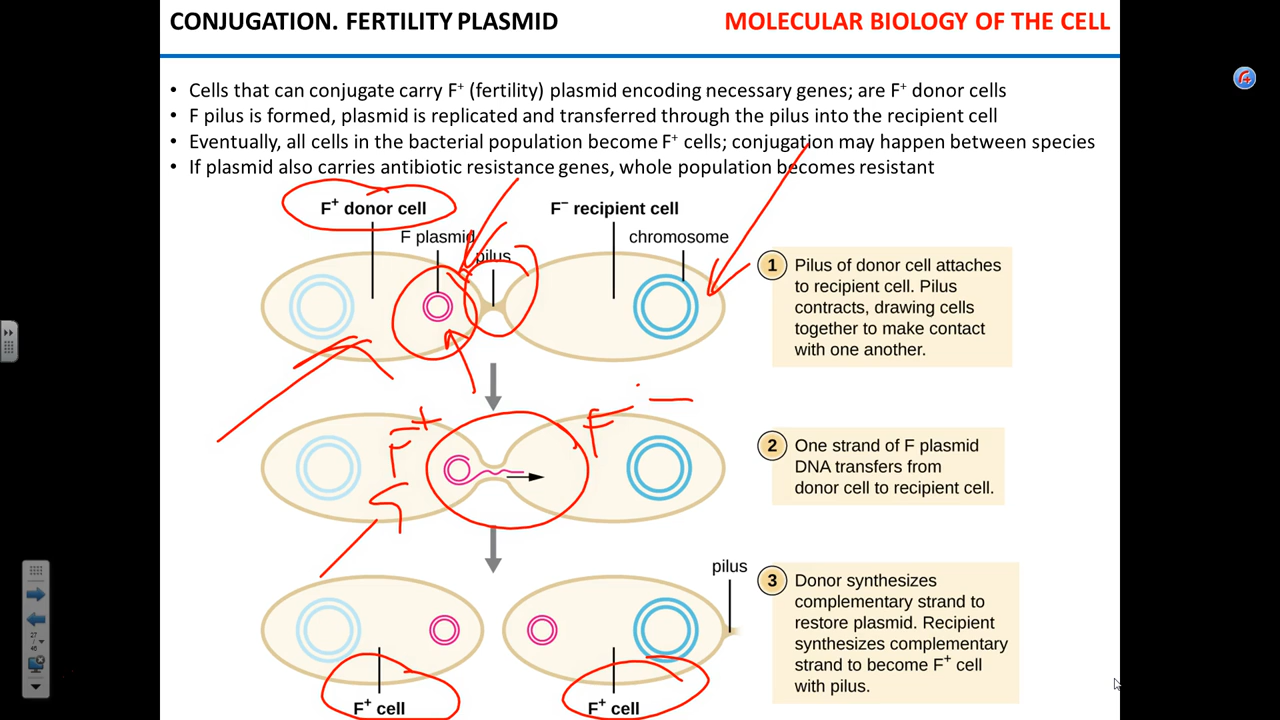 CONJUGATION. FERTILITY PLASMID
MOLECULAR BIOLOGY OF THE CELL
• Cells that can conjugate carry F⁺ (fertility) plasmid encoding necessary genes; are F⁺ donor cells
• F pilus is formed, plasmid is replicated and transferred through the pilus into the recipient cell
• Eventually, all cells in the bacterial population become F⁺ cells; conjugation may happen between species
• If plasmid also carries antibiotic resistance genes, whole population becomes resistant
F⁺ donor cell
F⁻ recipient cell
F plasmid
chromosome
pilus
1 Pilus of donor cell attaches
to recipient cell. Pilus
contracts, drawing cells
together to make contact
with one another.
F⁺
F⁻
2 One strand of F plasmid
DNA transfers from
donor cell to recipient cell.
pilus
3 Donor synthesizes
complementary strand to
restore plasmid. Recipient
synthesizes complementary
strand to become F⁺ cell
with pilus.
F⁺ cell
F⁺ cell
27
46